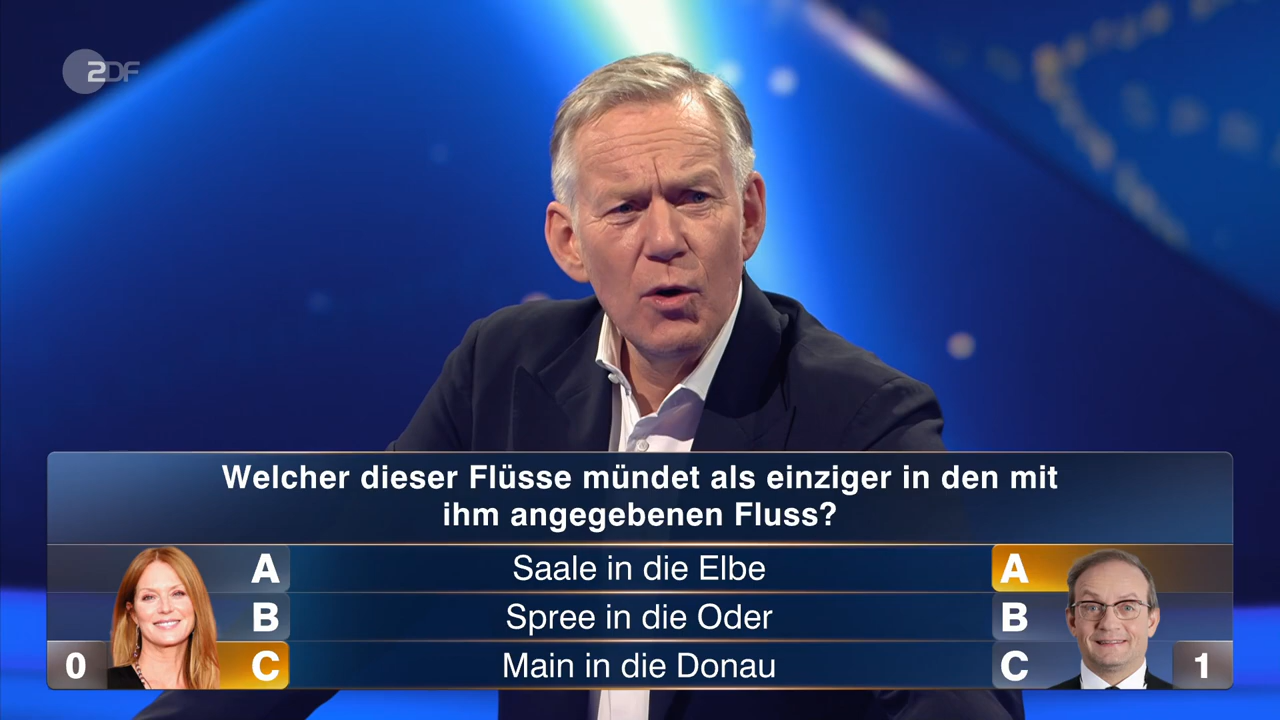 ZDF
Welcher dieser Flüsse mündet als einziger in den mit
ihm angegebenen Fluss?
A Saale in die Elbe A
B Spree in die Oder B
0 C Main in die Donau C 1